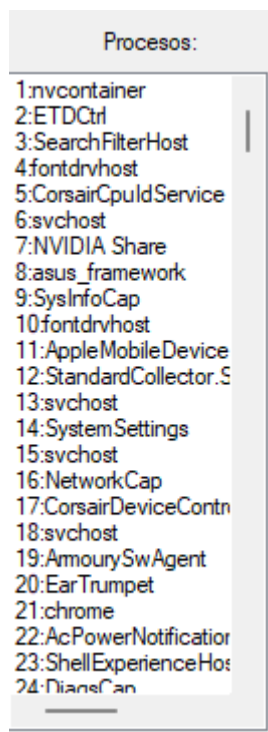 Procesos:
1:nvcontainer
2:ETDCtrl
3:SearchFilterHost
4:fontdrvhost
5:CorsairCpuIdService
6:svchost
7:NVIDIA Share
8:asus_framework
9:SysInfoCap
10:fontdrvhost
11:AppleMobileDevice
12:StandardCollector.S
13:svchost
14:SystemSettings
15:svchost
16:NetworkCap
17:CorsairDeviceContr
18:svchost
19:ArmourySwAgent
20:EarTrumpet
21:chrome
22:AcPowerNotification
23:ShellExperienceHos
24:DiagsCap